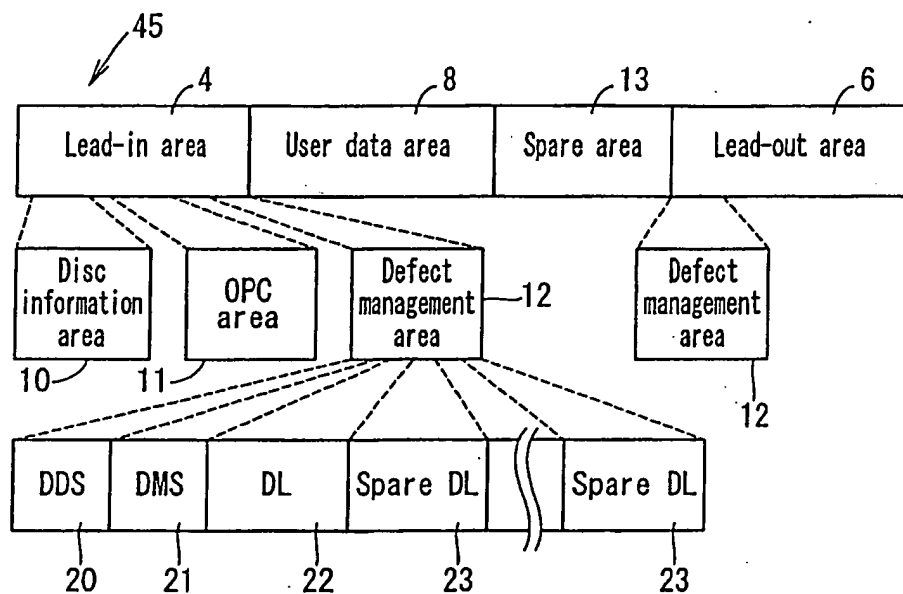 45
4
8
13
6
Lead-in area
User data area
Spare area
Lead-out area
Disc
information
area
OPC
area
Defect
management
area
12
Defect
management
area
10
11
12
DDS
DMS
DL
Spare DL
Spare DL
20
21
22
23
23